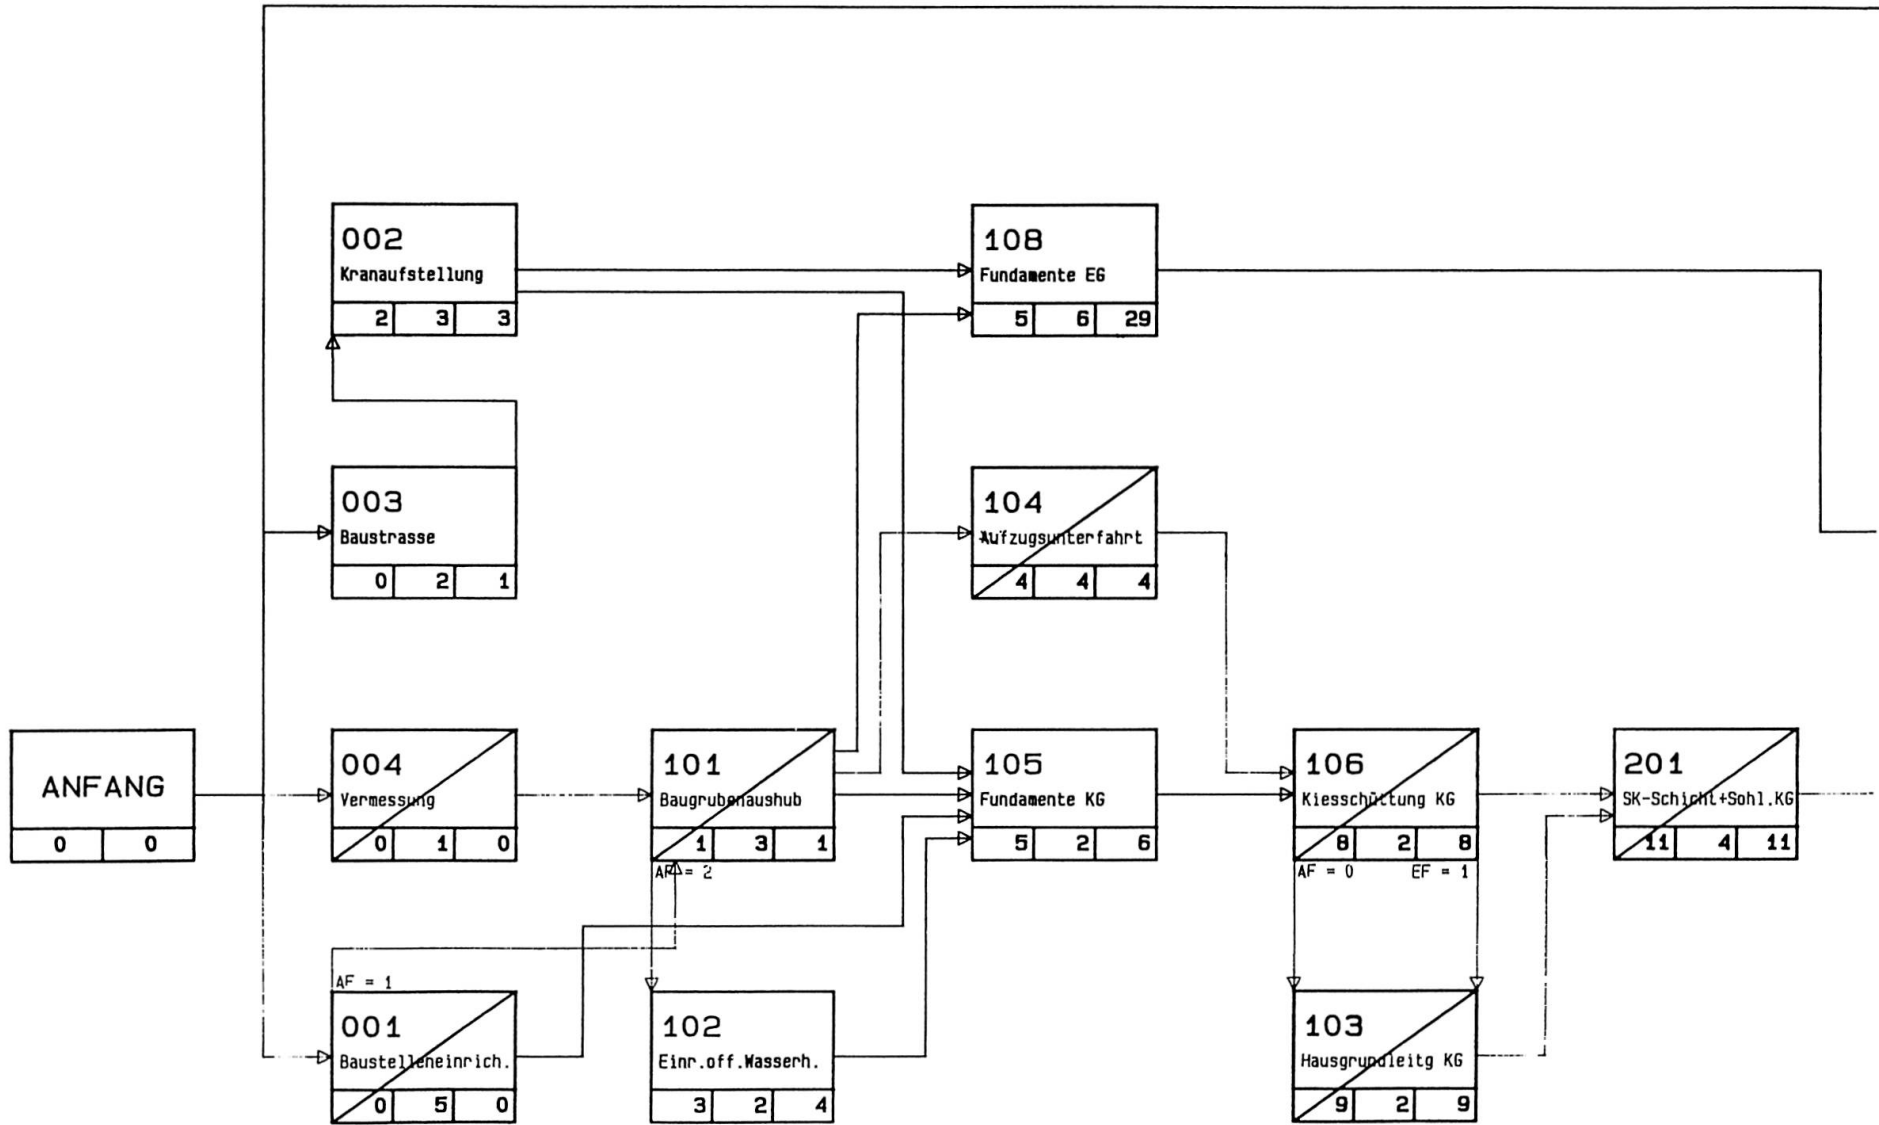 002
Kranaufstellung
2 3 3
108
Fundamente EG
5 6 29
003
Baustrasse
0 2 1
104
Aufzugsunterfahrt
4 4 4
ANFANG
0 0
004
Vermessung
0 1 0
101
Baugrubenaushub
1 3 1
AF = 2
105
Fundamente KG
5 2 6
106
Kiesschüttung KG
8 2 8
AF = 0 EF = 1
201
SK-Schicht+Sohl.KG
11 4 11
AF = 1
001
Baustelleneinrich.
0 5 0
102
Einr.off.Wasserh.
3 2 4
103
Hausgrundleitg KG
9 2 9